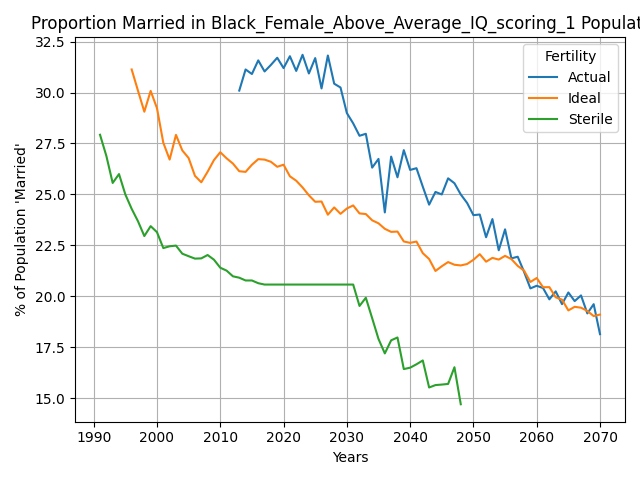 Proportion Married in Black_Female_Above_Average_IQ_scoring_1 Populat
32.5
30.0
27.5
25.0
22.5
20.0
17.5
15.0
% of Population 'Married'
Fertility
Actual
Ideal
Sterile
1990 2000 2010 2020 2030 2040 2050 2060 2070
Years